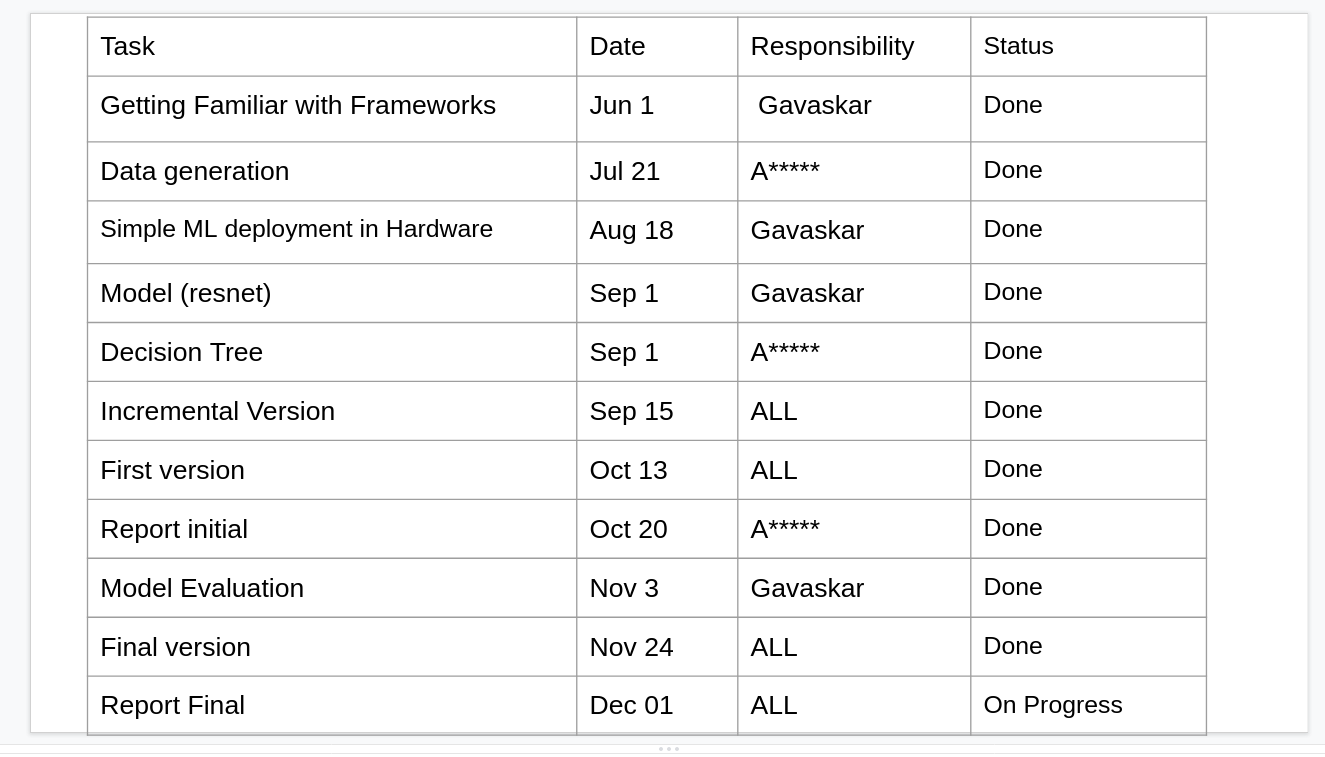 Task Date Responsibility Status
Getting Familiar with Frameworks Jun 1 Gavaskar Done
Data generation Jul 21 A***** Done
Simple ML deployment in Hardware Aug 18 Gavaskar Done
Model (resnet) Sep 1 Gavaskar Done
Decision Tree Sep 1 A***** Done
Incremental Version Sep 15 ALL Done
First version Oct 13 ALL Done
Report initial Oct 20 A***** Done
Model Evaluation Nov 3 Gavaskar Done
Final version Nov 24 ALL Done
Report Final Dec 01 ALL On Progress